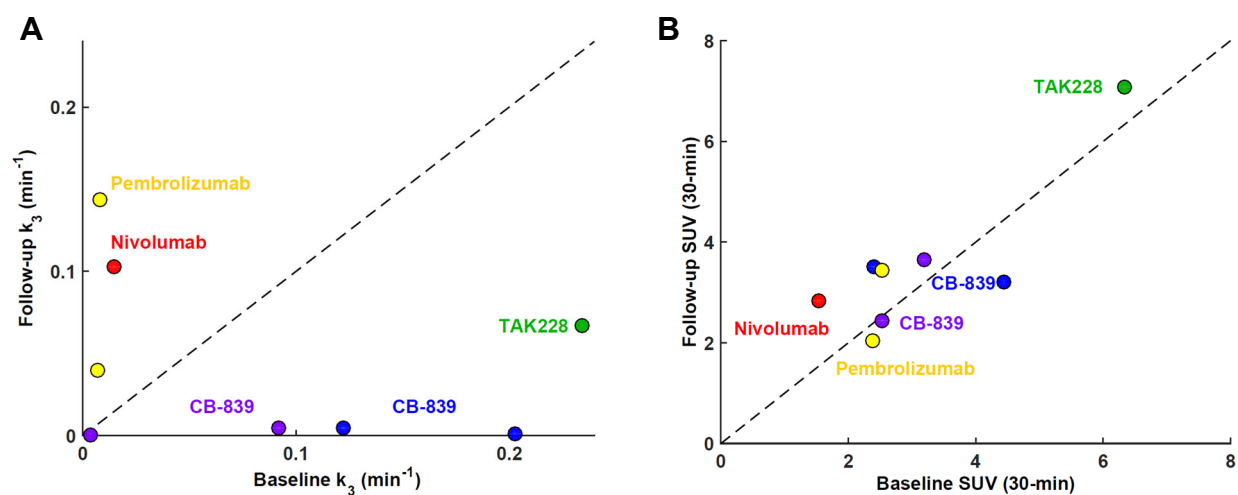 A
Follow-up k3 (min-1)
0.2
0.1
0
Pembrolizumab
Nivolumab
TAK228
CB-839
CB-839
0
0.1
0.2
Baseline k3 (min-1)
B
Follow-up SUV (30-min)
8
6
4
2
0
TAK228
CB-839
Nivolumab
CB-839
Pembrolizumab
0
2
4
6
8
Baseline SUV (30-min)